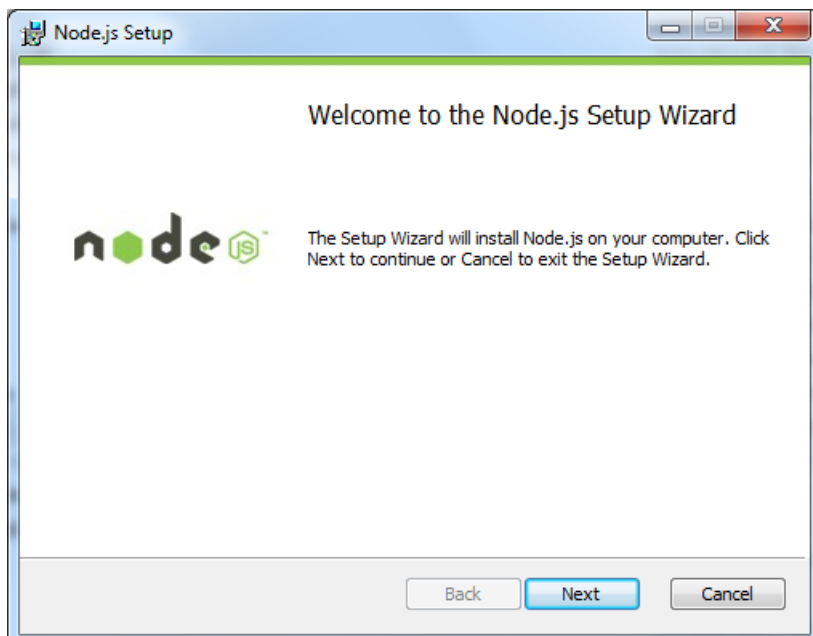 Node.js Setup
Welcome to the Node.js Setup Wizard
node JS™
The Setup Wizard will install Node.js on your computer. Click
Next to continue or Cancel to exit the Setup Wizard.
Back Next Cancel